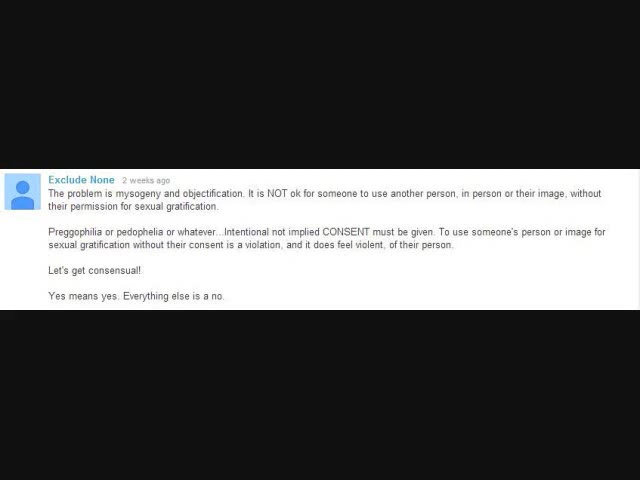 Exclude None 2 weeks ago
The problem is mysogeny and objectification. It is NOT ok for someone to use another person, in person or their image, without
their permission for sexual gratification.
Preggophilia or pedophelia or whatever...Intentional not implied CONSENT must be given. To use someone's person or image for
sexual gratification without their consent is a violation, and it does feel violent, of their person.
Let's get consensual!
Yes means yes. Everything else is a no.